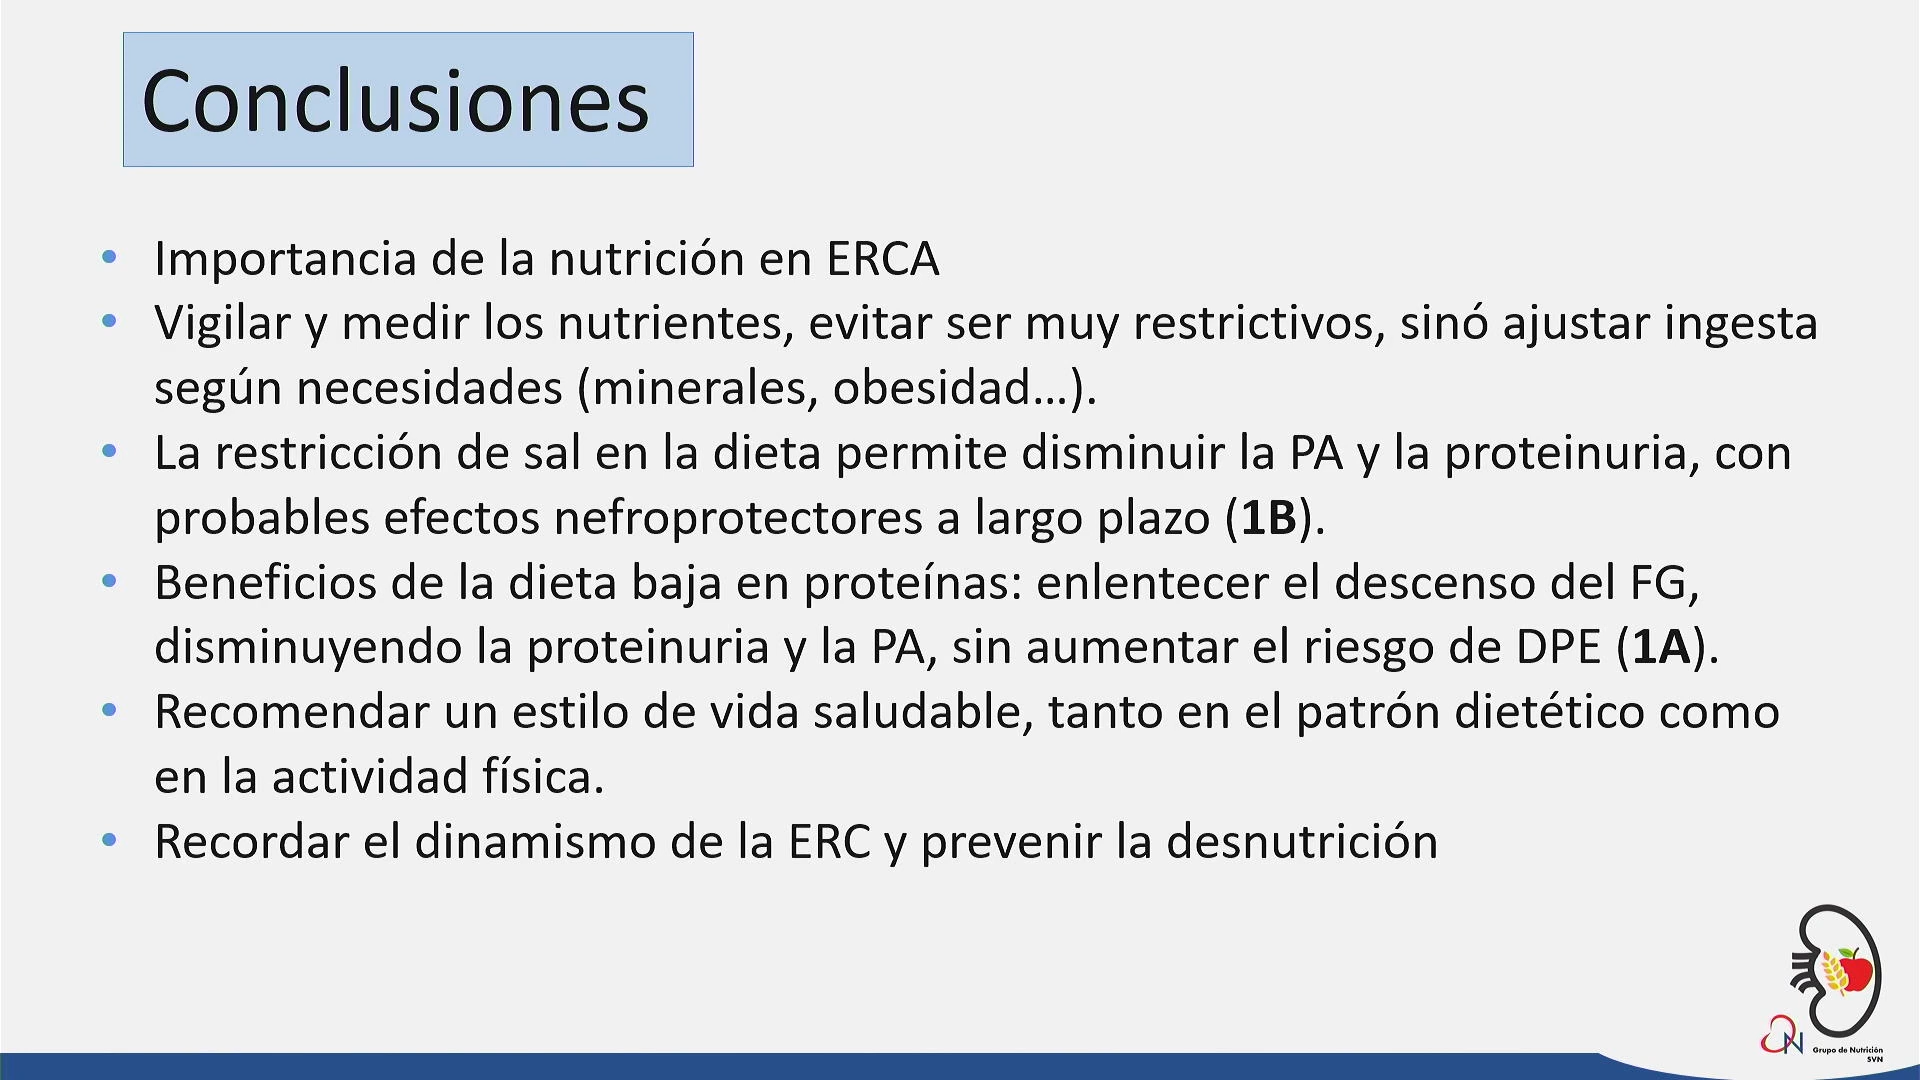 Conclusiones
• Importancia de la nutrición en ERCA
• Vigilar y medir los nutrientes, evitar ser muy restrictivos, sinó ajustar ingesta
según necesidades (minerales, obesidad...).
• La restricción de sal en la dieta permite disminuir la PA y la proteinuria, con
probables efectos nefroprotectores a largo plazo (1B).
• Beneficios de la dieta baja en proteínas: enlentecer el descenso del FG,
disminuyendo la proteinuria y la PA, sin aumentar el riesgo de DPE (1A).
• Recomendar un estilo de vida saludable, tanto en el patrón dietético como
en la actividad física.
• Recordar el dinamismo de la ERC y prevenir la desnutrición
N
Grupo de Nutrición
SVN